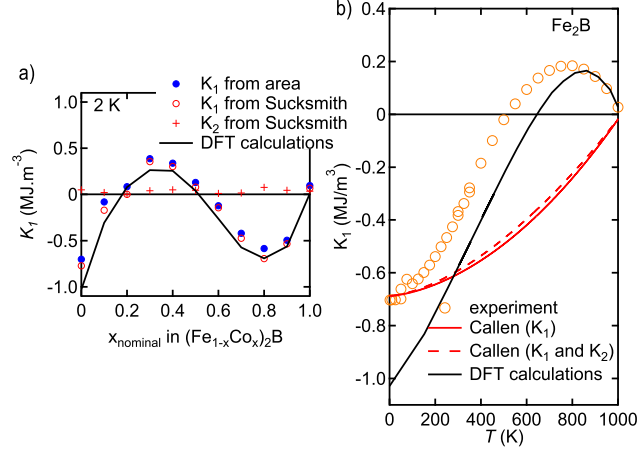 a)
2 K
K1 from area
K1 from Sucksmith
K2 from Sucksmith
DFT calculations
1.0
0.5
0
-0.5
-1.0
K1 (MJ.m-3)
0.0
0.2
0.4
0.6
0.8
1.0
xnominal in (Fe1-xCox)2B
b)
Fe2B
0.4
0.2
0
-0.2
-0.4
-0.6
-0.8
-1.0
K1 (MJ/m3)
experiment
Callen (K1)
Callen (K1 and K2)
DFT calculations
0
200
400
600
800
1000
T (K)